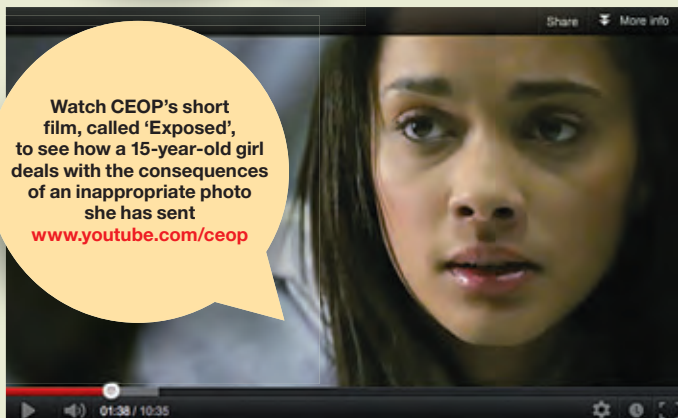 Share More info
Watch CEOP's short
film, called 'Exposed',
to see how a 15-year-old girl
deals with the consequences
of an inappropriate photo
she has sent
www.youtube.com/ceop
01:38 / 10:35